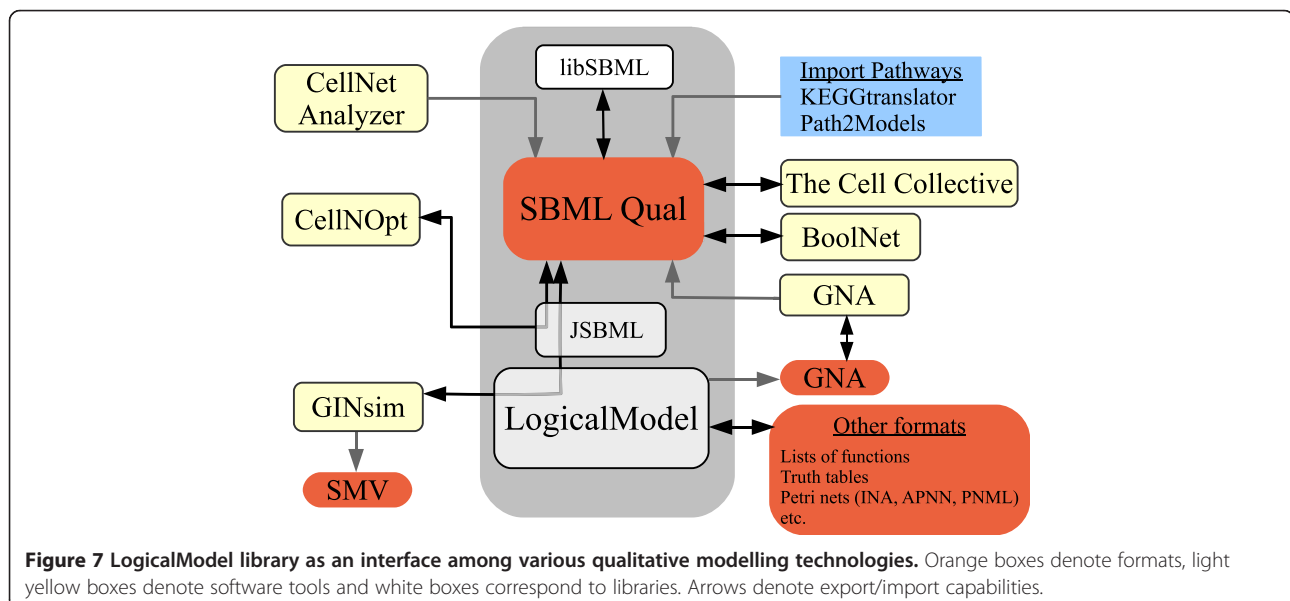 libSBML
CellNet
Analyzer
Import Pathways
KEGGtranslator
Path2Models
SBML Qual
The Cell Collective
CellNOpt
BoolNet
GNA
JSBML
GNA
LogicalModel
GINsim
Other formats
Lists of functions
Truth tables
Petri nets (INA, APNN, PNML)
etc.
SMV
Figure 7 LogicalModel library as an interface among various qualitative modelling technologies. Orange boxes denote formats, light
yellow boxes denote software tools and white boxes correspond to libraries. Arrows denote export/import capabilities.